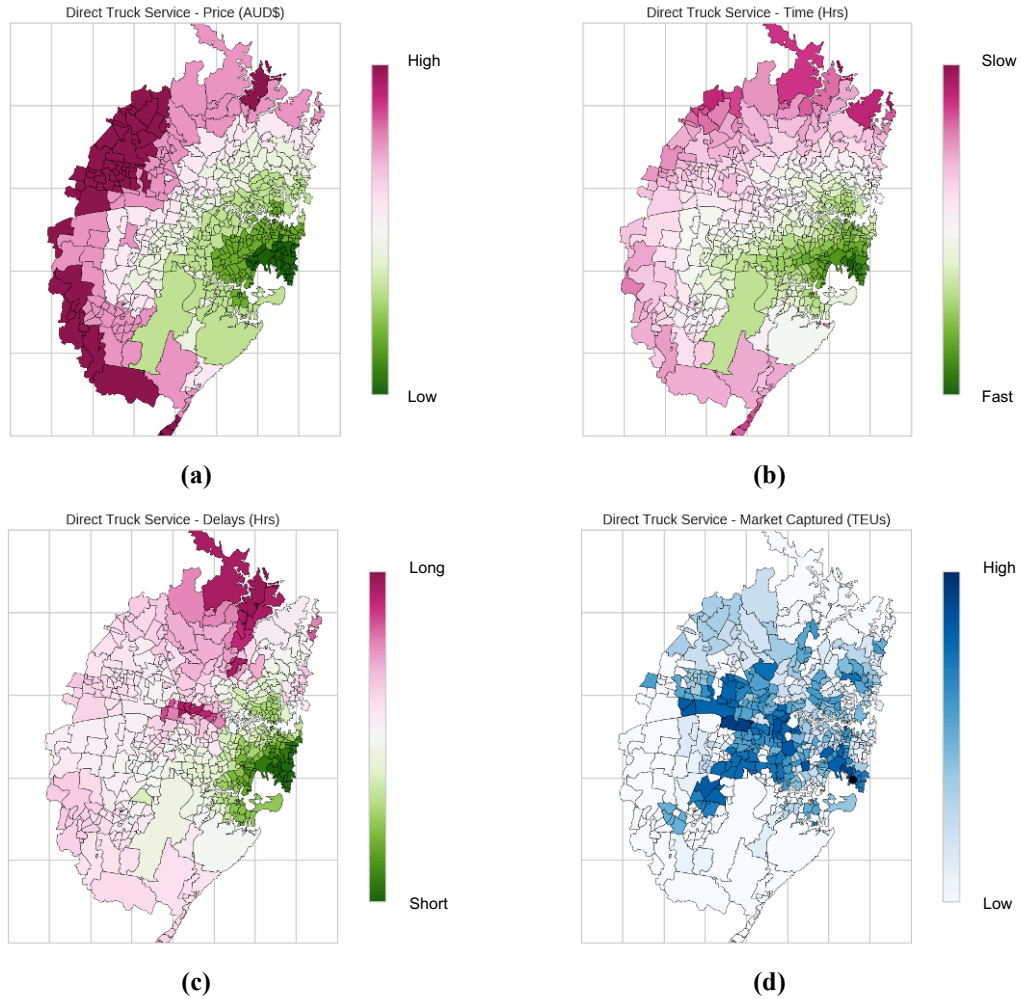 Direct Truck Service - Price (AUD$)
High
Low
(a)
Direct Truck Service - Time (Hrs)
Slow
Fast
(b)
Direct Truck Service - Delays (Hrs)
Long
Short
(c)
Direct Truck Service - Market Captured (TEUs)
High
Low
(d)